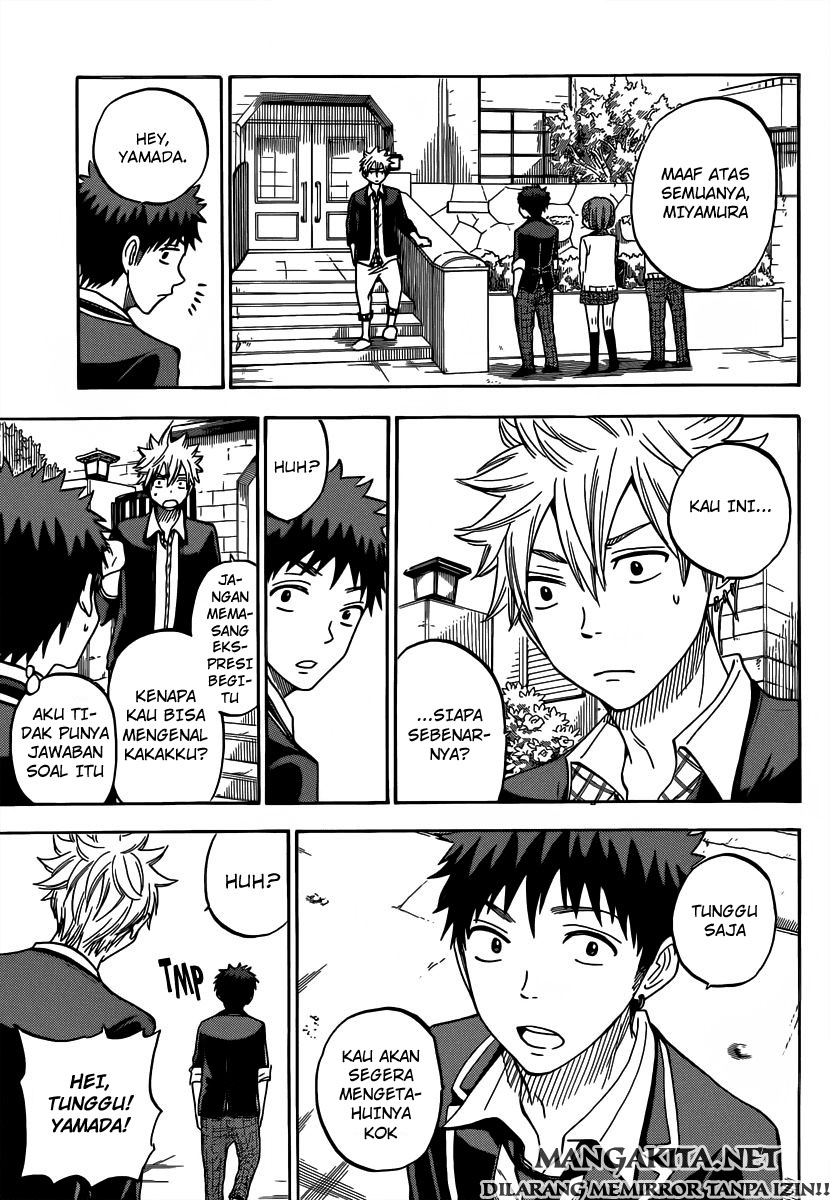 MAAF ATAS
SEMUANYA,
MIYAMURA
HEY,
YAMADA.
KAU INI...
...SIAPA
SEBENAR-
NYA?
HUH?
JA-
NGAN
MEMA-
SANG
EKS-
PRESI
BEGI-
TU
KENAPA
KAU BISA
MENGENAL
KAKAKKU?
AKU TI-
DAK PUNYA
JAWABAN
SOAL ITU
TUNGGU
SAJA
KAU AKAN
SEGERA
MENGETA-
HUINYA
KOK
HUH?
TMP
HEI,
TUNGGU!
YAMADA!
MANGAKITA.NET
DILARANG MEMIRROR TANPA IZIN!!